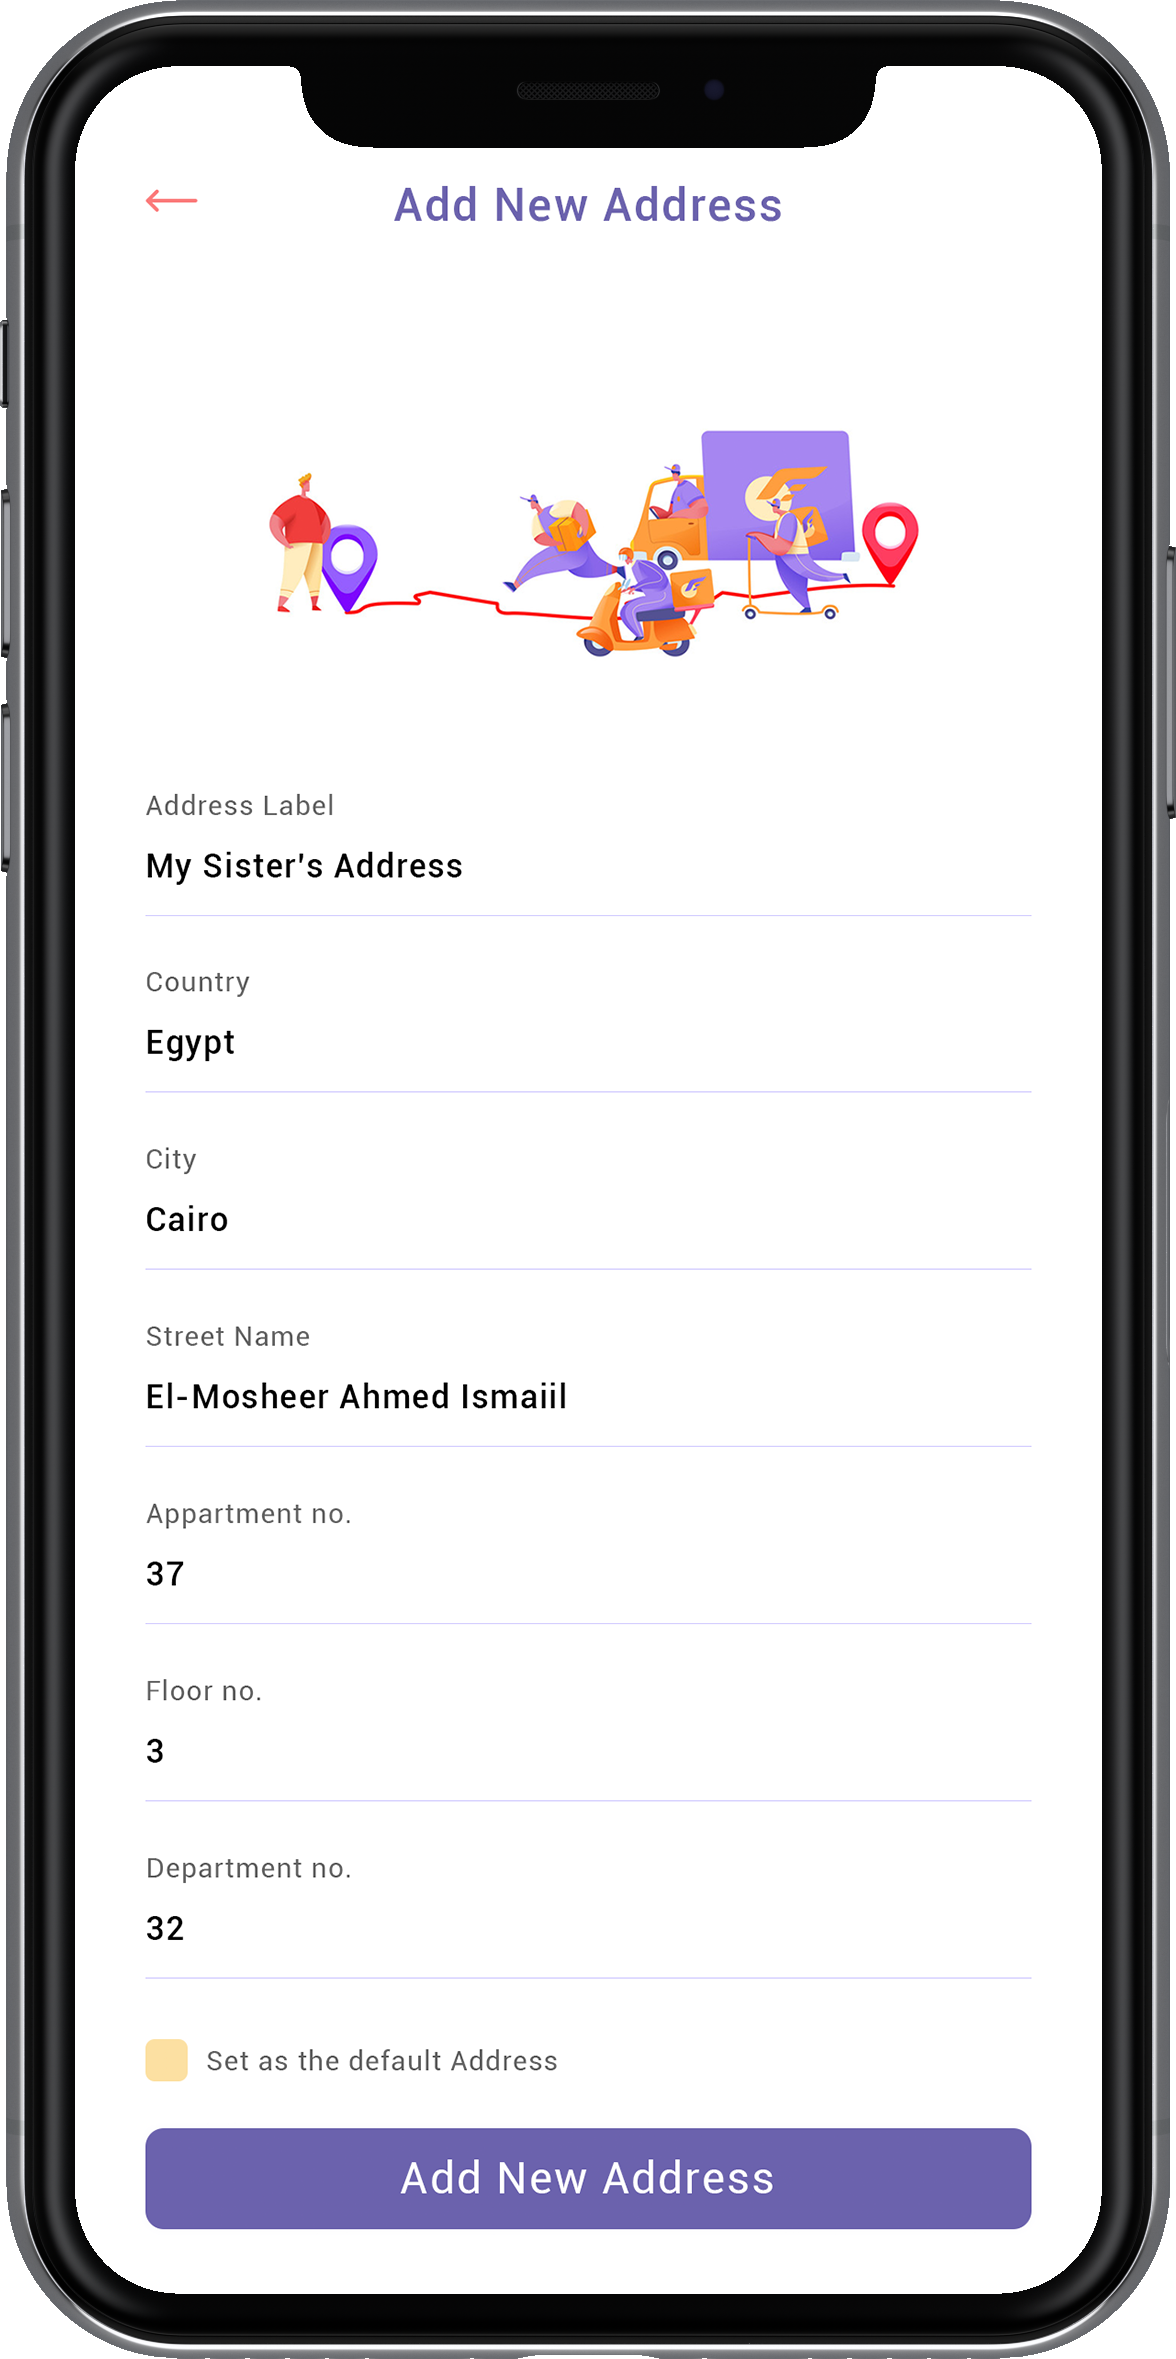 Add New Address
Address Label
My Sister's Address
Country
Egypt
City
Cairo
Street Name
El-Mosheer Ahmed Ismaiil
Appartment no.
37
Floor no.
3
Department no.
32
Set as the default Address
Add New Address